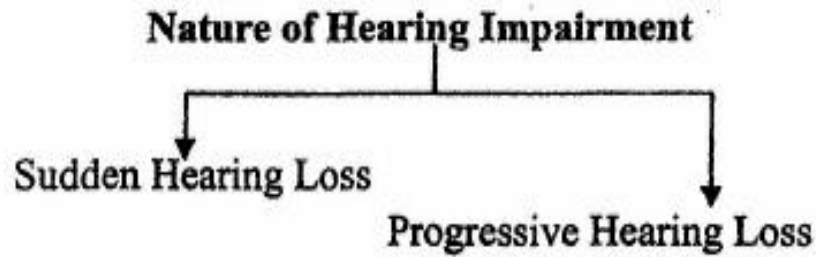 Nature of Hearing Impairment
Sudden Hearing Loss
Progressive Hearing Loss